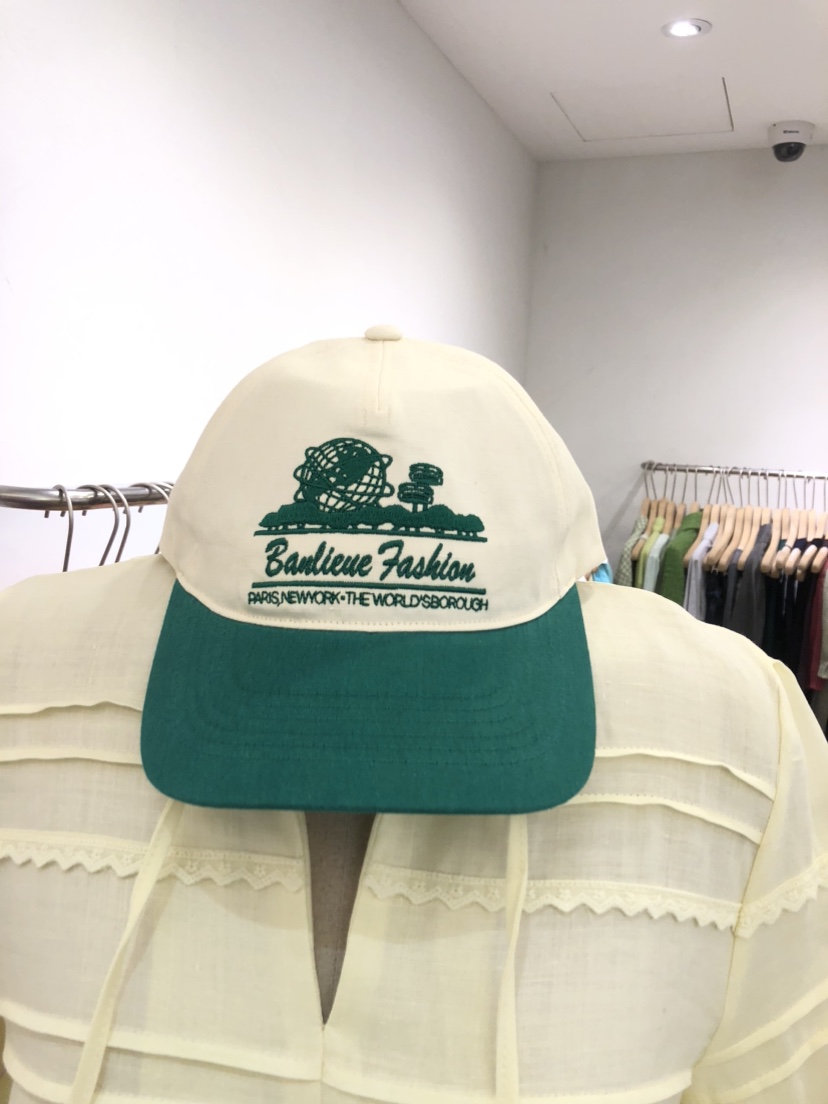 Banlieue Fashion
PARIS,NEWYORK•THE WORLD'SBOROUGH